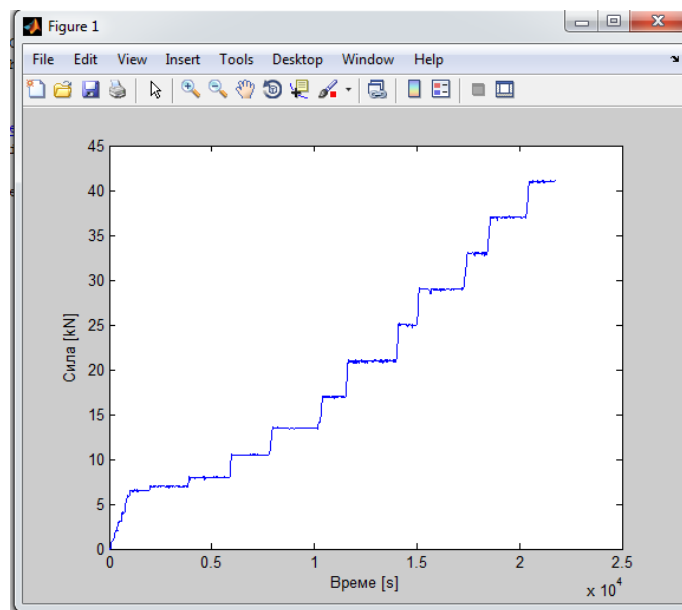 Figure 1
File Edit View Insert Tools Desktop Window Help
45
40
35
30
25
20
15
10
5
0
Сила [kN]
0 0.5 1 1.5 2 2.5
Време [s]
x 10^4